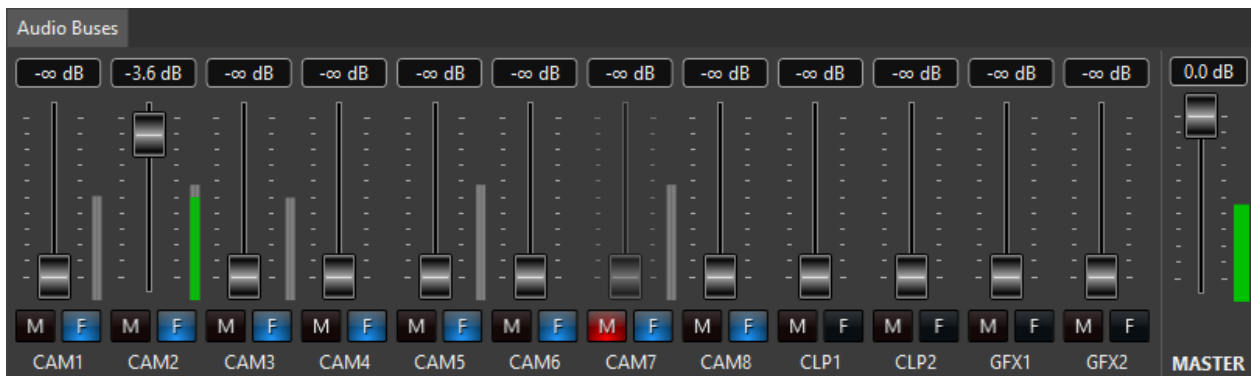 Audio Buses
-∞ dB -3.6 dB -∞ dB -∞ dB -∞ dB -∞ dB -∞ dB -∞ dB -∞ dB -∞ dB -∞ dB -∞ dB 0.0 dB
M F M F M F M F M F M F M F M F M F M F M F M F
CAM1 CAM2 CAM3 CAM4 CAM5 CAM6 CAM7 CAM8 CLP1 CLP2 GFX1 GFX2 MASTER